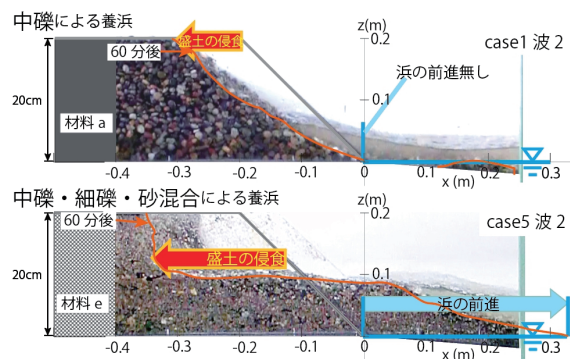 中礫による養浜
盛土の侵食
60分後
z(m)
0.2
case1 波2
浜の前進無し
20cm
0.1
材料a
-0.4 -0.3 -0.2 -0.1 0 0.1 0.2 0.3
x (m)
中礫・細礫・砂混合による養浜
z(m)
60分後
0.2
case5 波2
盛土の侵食
20cm
0.1
材料e
浜の前進
-0.4 -0.3 -0.2 -0.1 0 0.1 0.2 0.3
x (m)